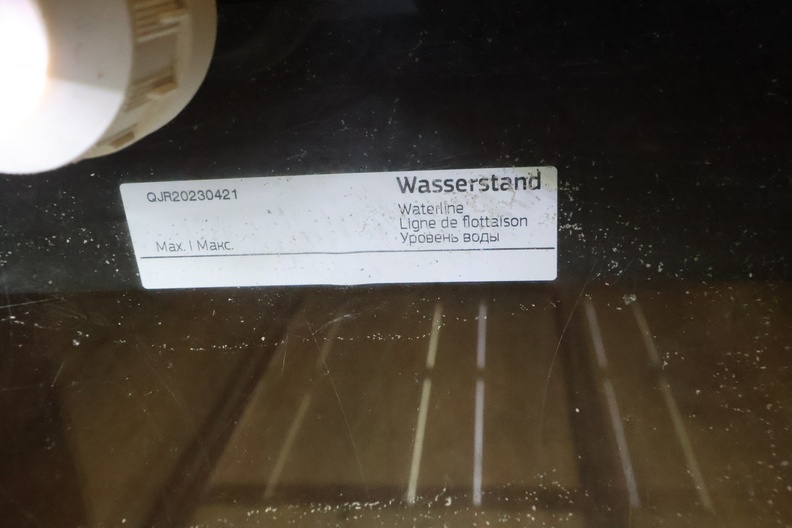 QJR20230421
Wasserstand
Waterline
Ligne de flottaison
Уровень воды
Max. | Макс.